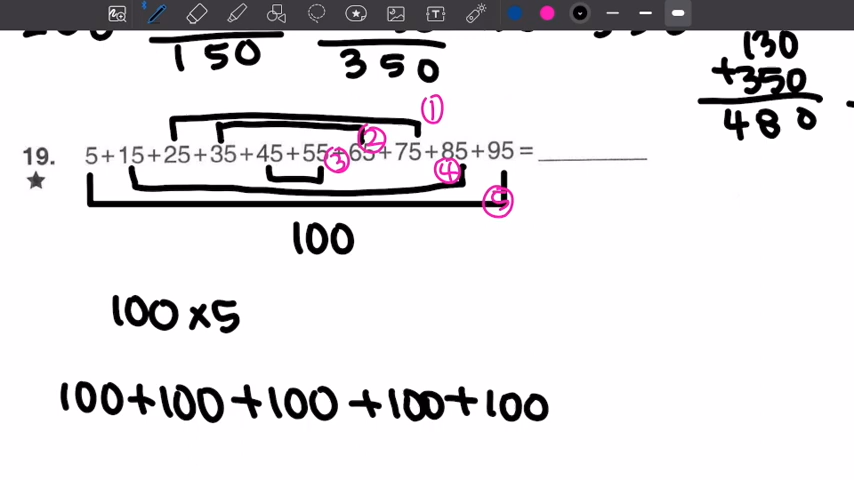 130
150 350 +350
480
①
19. 5+15+25+35+45+55+65+75+85+95= ________
② ③ ④ ⑤
100
100 × 5
100+100+100+100+100